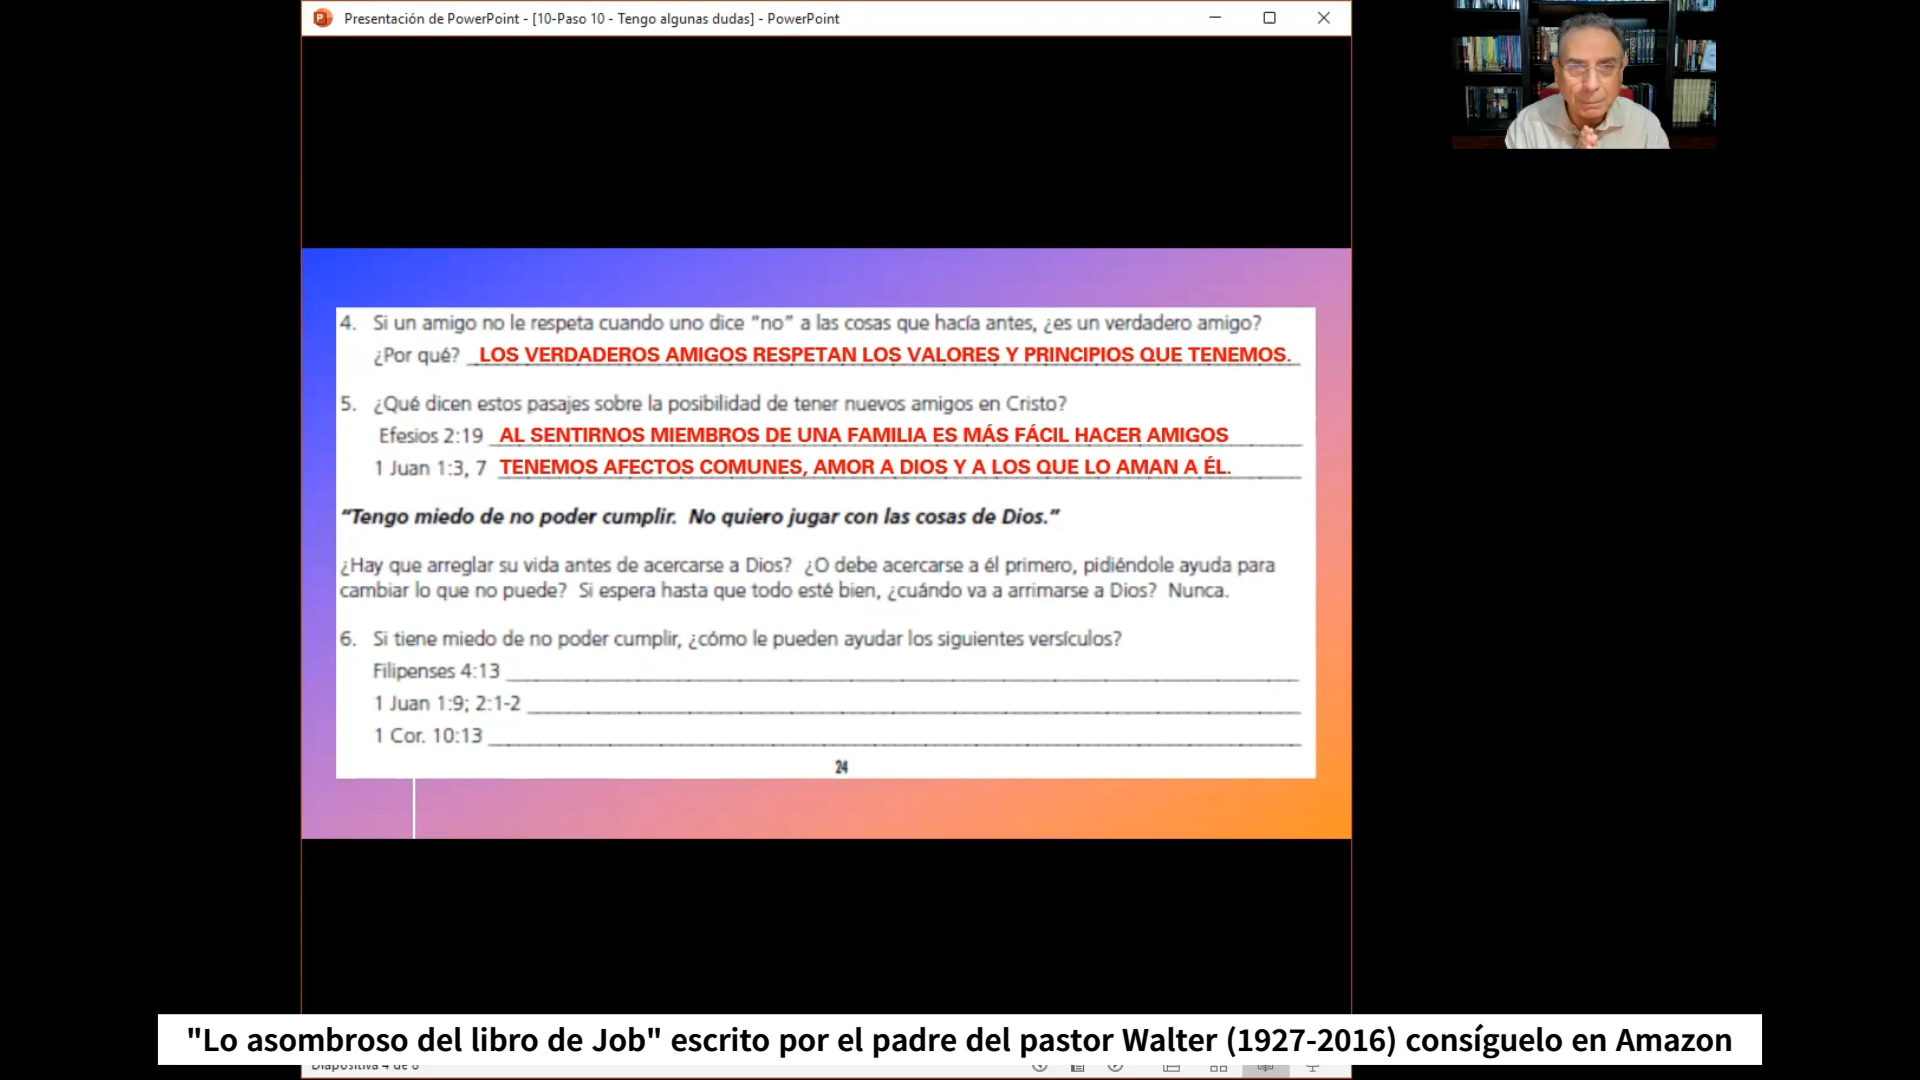 Presentación de PowerPoint - [10-Paso 10 - Tengo algunas dudas] - PowerPoint
4. Si un amigo no le respeta cuando uno dice "no" a las cosas que hacía antes, ¿es un verdadero amigo?
¿Por qué? LOS VERDADEROS AMIGOS RESPETAN LOS VALORES Y PRINCIPIOS QUE TENEMOS.
5. ¿Qué dicen estos pasajes sobre la posibilidad de tener nuevos amigos en Cristo?
Efesios 2:19 AL SENTIRNOS MIEMBROS DE UNA FAMILIA ES MÁS FÁCIL HACER AMIGOS
1 Juan 1:3, 7 TENEMOS AFECTOS COMUNES, AMOR A DIOS Y A LOS QUE LO AMAN A ÉL.
"Tengo miedo de no poder cumplir. No quiero jugar con las cosas de Dios."
¿Hay que arreglar su vida antes de acercarse a Dios? ¿O debe acercarse a él primero, pidiéndole ayuda para
cambiar lo que no puede? Si espera hasta que todo esté bien, ¿cuándo va a arrimarse a Dios? Nunca.
6. Si tiene miedo de no poder cumplir, ¿cómo le pueden ayudar los siguientes versículos?
Filipenses 4:13
1 Juan 1:9; 2:1-2
1 Cor. 10:13
24
"Lo asombroso del libro de Job" escrito por el padre del pastor Walter (1927-2016) consíguelo en Amazon
Diapositiva 4 de 8